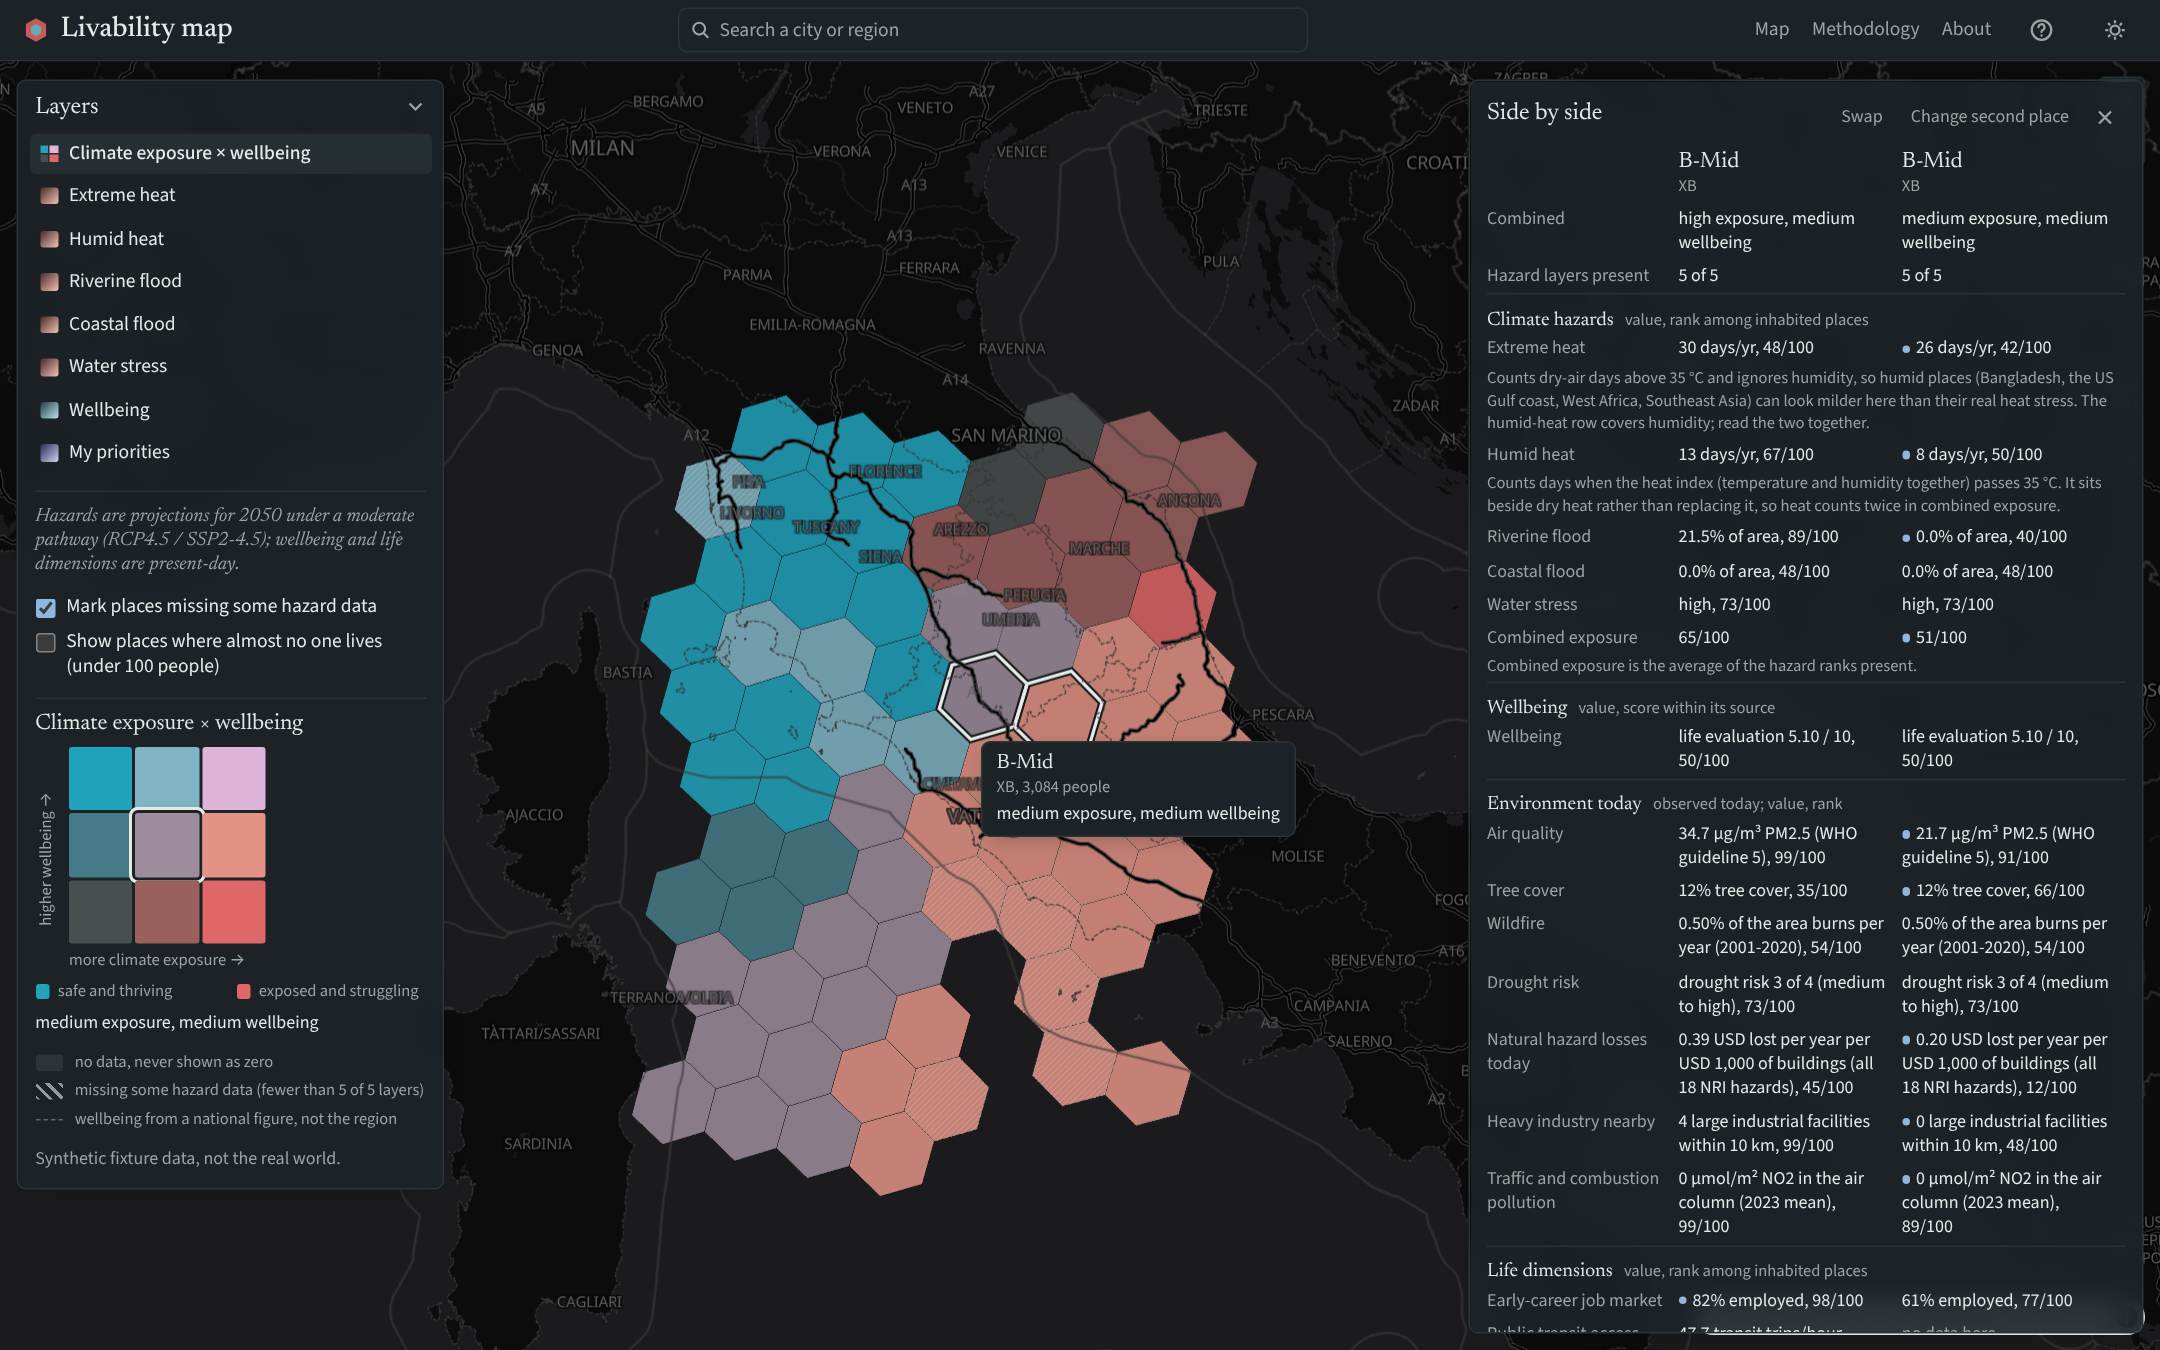 Livability map
Search a city or region
Map
Methodology
About
Layers
Climate exposure × wellbeing
Extreme heat
Humid heat
Riverine flood
Coastal flood
Water stress
Wellbeing
My priorities
Hazards are projections for 2050 under a moderate
pathway (RCP4.5 / SSP2-4.5); wellbeing and life
dimensions are present-day.
Mark places missing some hazard data
Show places where almost no one lives
(under 100 people)
Climate exposure × wellbeing
higher wellbeing →
more climate exposure →
safe and thriving
exposed and struggling
medium exposure, medium wellbeing
no data, never shown as zero
missing some hazard data (fewer than 5 of 5 layers)
wellbeing from a national figure, not the region
Synthetic fixture data, not the real world.
A9
BERGAMO
VENETO
A27
TRIESTE
ZAGREB
MILAN
VERONA
VENICE
CROATI
A7
A13
A7
A13
PARMA
FERRARA
PULA
EMILIA-ROMAGNA
GENOA
RAVENNA
A14
ZADAR
A12
SAN MARINO
A1
FLORENCE
PISA
LIVORNO
TUSCANY
AREZZO
ANCONA
SIENA
MARCHE
PERUGIA
UMBRIA
BASTIA
PESCARA
AJACCIO
MOLISE
FOGG
A16
BENEVENTO
TERRANOA/OLBIA
CAMPANIA
TÀTTARI/SASSARI
A3
SALERNO
A2
SARDINIA
CAGLIARI
B-Mid
XB, 3,084 people
medium exposure, medium wellbeing
Side by side
Swap
Change second place
B-Mid
B-Mid
XB
XB
Combined
high exposure, medium
wellbeing
medium exposure, medium
wellbeing
Hazard layers present
5 of 5
5 of 5
Climate hazards value, rank among inhabited places
Extreme heat
30 days/yr, 48/100
26 days/yr, 42/100
Counts dry-air days above 35 °C and ignores humidity, so humid places (Bangladesh, the US
Gulf coast, West Africa, Southeast Asia) can look milder here than their real heat stress. The
humid-heat row covers humidity; read the two together.
Humid heat
13 days/yr, 67/100
8 days/yr, 50/100
Counts days when the heat index (temperature and humidity together) passes 35 °C. It sits
beside dry heat rather than replacing it, so heat counts twice in combined exposure.
Riverine flood
21.5% of area, 89/100
0.0% of area, 40/100
Coastal flood
0.0% of area, 48/100
0.0% of area, 48/100
Water stress
high, 73/100
high, 73/100
Combined exposure
65/100
51/100
Combined exposure is the average of the hazard ranks present.
Wellbeing value, score within its source
Wellbeing
life evaluation 5.10 / 10,
50/100
life evaluation 5.10 / 10,
50/100
Environment today observed today; value, rank
Air quality
34.7 µg/m³ PM2.5 (WHO
guideline 5), 99/100
21.7 µg/m³ PM2.5 (WHO
guideline 5), 91/100
Tree cover
12% tree cover, 35/100
12% tree cover, 66/100
Wildfire
0.50% of the area burns per
year (2001-2020), 54/100
0.50% of the area burns per
year (2001-2020), 54/100
Drought risk
drought risk 3 of 4 (medium
to high), 73/100
drought risk 3 of 4 (medium
to high), 73/100
Natural hazard losses
today
0.39 USD lost per year per
USD 1,000 of buildings (all
18 NRI hazards), 45/100
0.20 USD lost per year per
USD 1,000 of buildings (all
18 NRI hazards), 12/100
Heavy industry nearby
4 large industrial facilities
within 10 km, 99/100
0 large industrial facilities
within 10 km, 48/100
Traffic and combustion
pollution
0 µmol/m² NO2 in the air
column (2023 mean),
99/100
0 µmol/m² NO2 in the air
column (2023 mean),
89/100
Life dimensions value, rank among inhabited places
Early-career job market
82% employed, 98/100
61% employed, 77/100
Public transit access
47.7 transit trips/hour
no data here